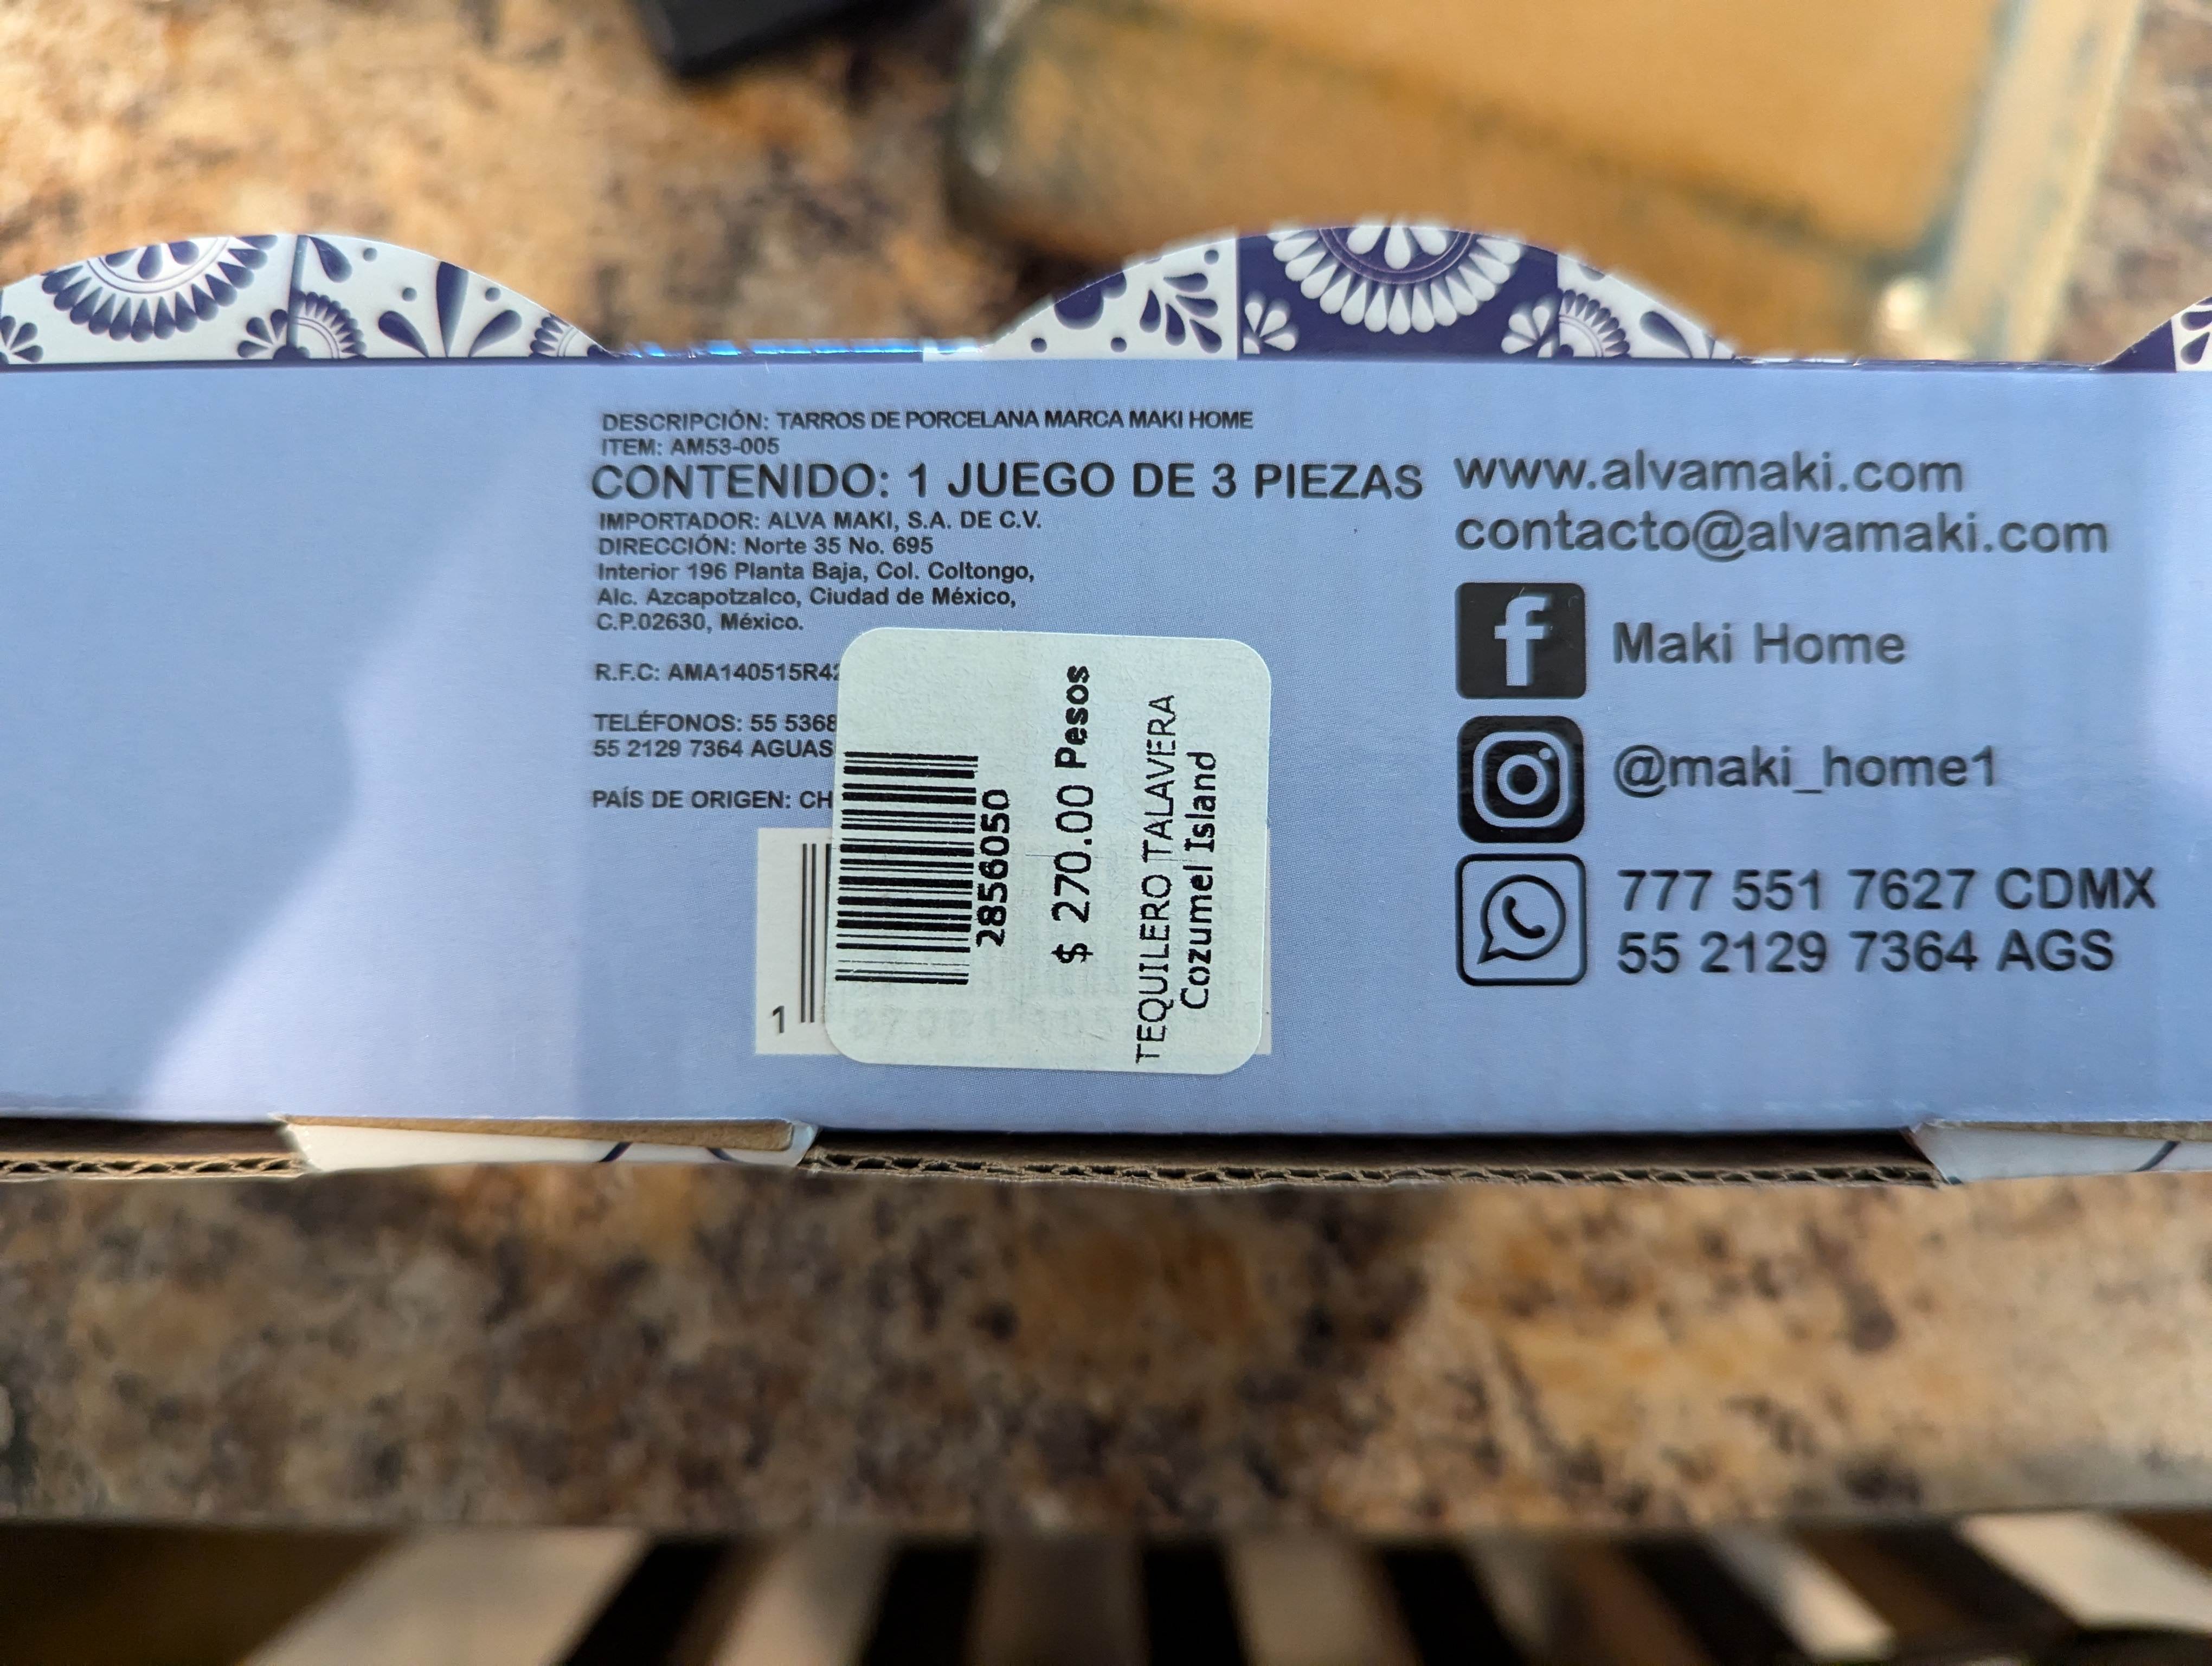 DESCRIPCIÓN: TARROS DE PORCELANA MARCA MAKI HOME
ITEM: AM53-005
CONTENIDO: 1 JUEGO DE 3 PIEZAS
IMPORTADOR: ALVA MAKI, S.A. DE C.V.
DIRECCIÓN: Norte 35 No. 695
Interior 196 Planta Baja, Col. Coltongo,
Alc. Azcapotzalco, Ciudad de México,
C.P.02630, México.
R.F.C: AMA140515R42
TELÉFONOS: 55 5368
55 2129 7364 AGUAS
PAÍS DE ORIGEN: CH
1
2856050
$ 270.00 Pesos
TEQUILERO TALAVERA
Cozumel Island
www.alvamaki.com
contacto@alvamaki.com
f Maki Home
@maki_home1
777 551 7627 CDMX
55 2129 7364 AGS